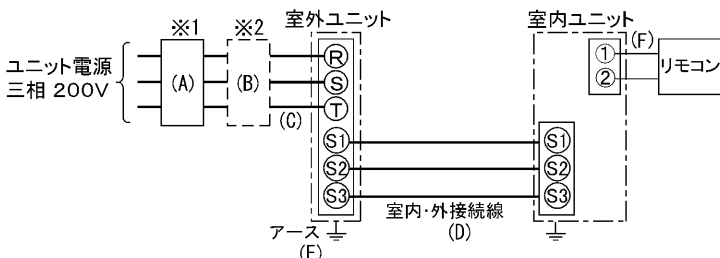 ※1
※2
室外ユニット
室内ユニット
ユニット電源
三相 200V
(A)
(B)
(C)
R
S
T
S1
S2
S3
アース
(E)
室内・外接続線
(D)
S1
S2
S3
1
2
(F)
リモコン